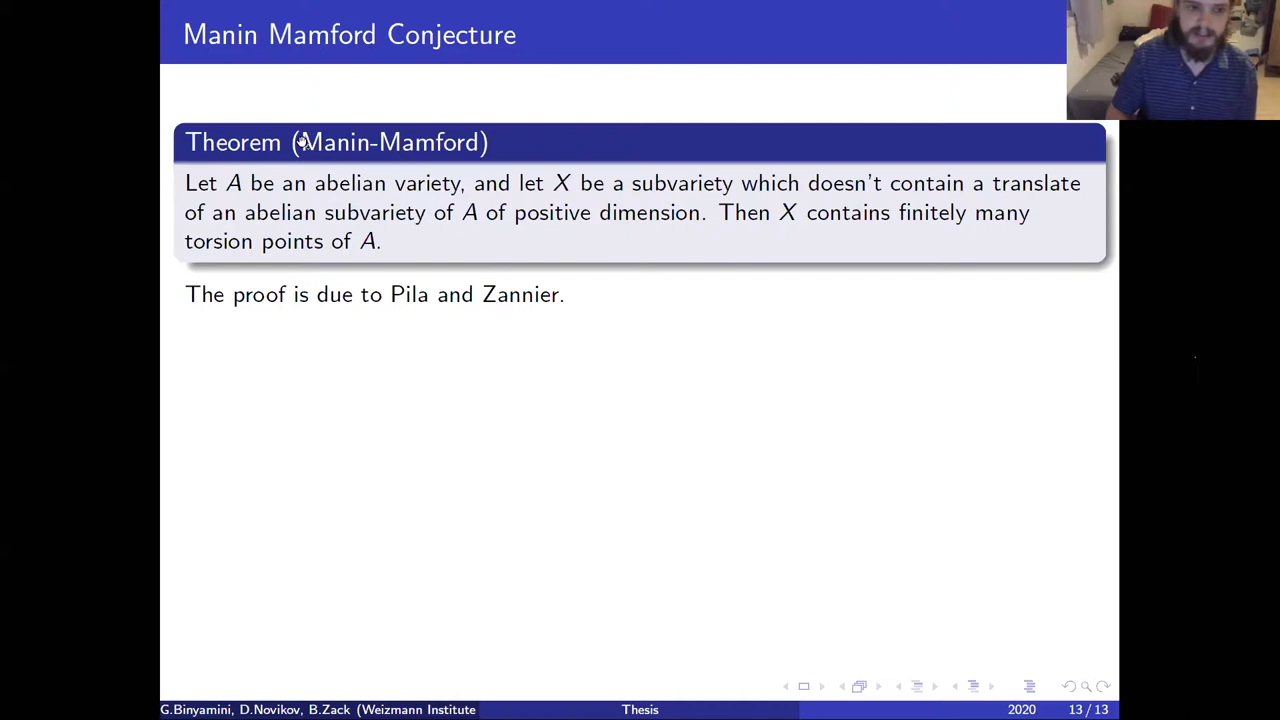 Manin Mamford Conjecture
Theorem (Manin-Mamford)
Let A be an abelian variety, and let X be a subvariety which doesn't contain a translate
of an abelian subvariety of A of positive dimension. Then X contains finitely many
torsion points of A.
The proof is due to Pila and Zannier.
G.Binyamini, D.Novikov, B.Zack (Weizmann Institute
Thesis
2020
13 / 13